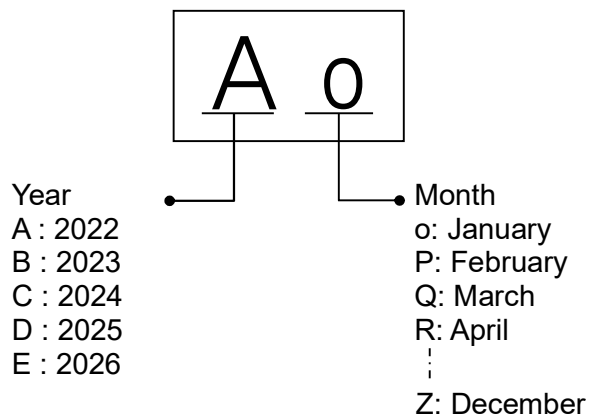 A o
Year
A : 2022
B : 2023
C : 2024
D : 2025
E : 2026
Month
o: January
P: February
Q: March
R: April
Z: December